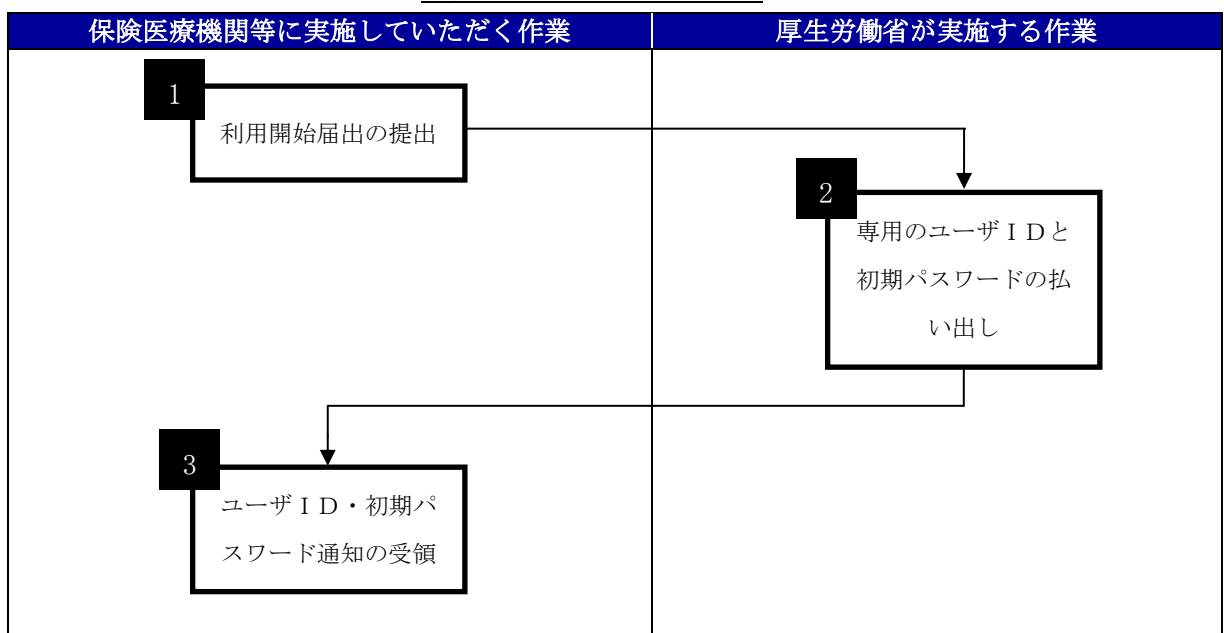 保険医療機関等に実施していただく作業
厚生労働省が実施する作業
1
利用開始届出の提出
2
専用のユーザＩＤと
初期パスワードの払
い出し
3
ユーザＩＤ・初期パ
スワード通知の受領